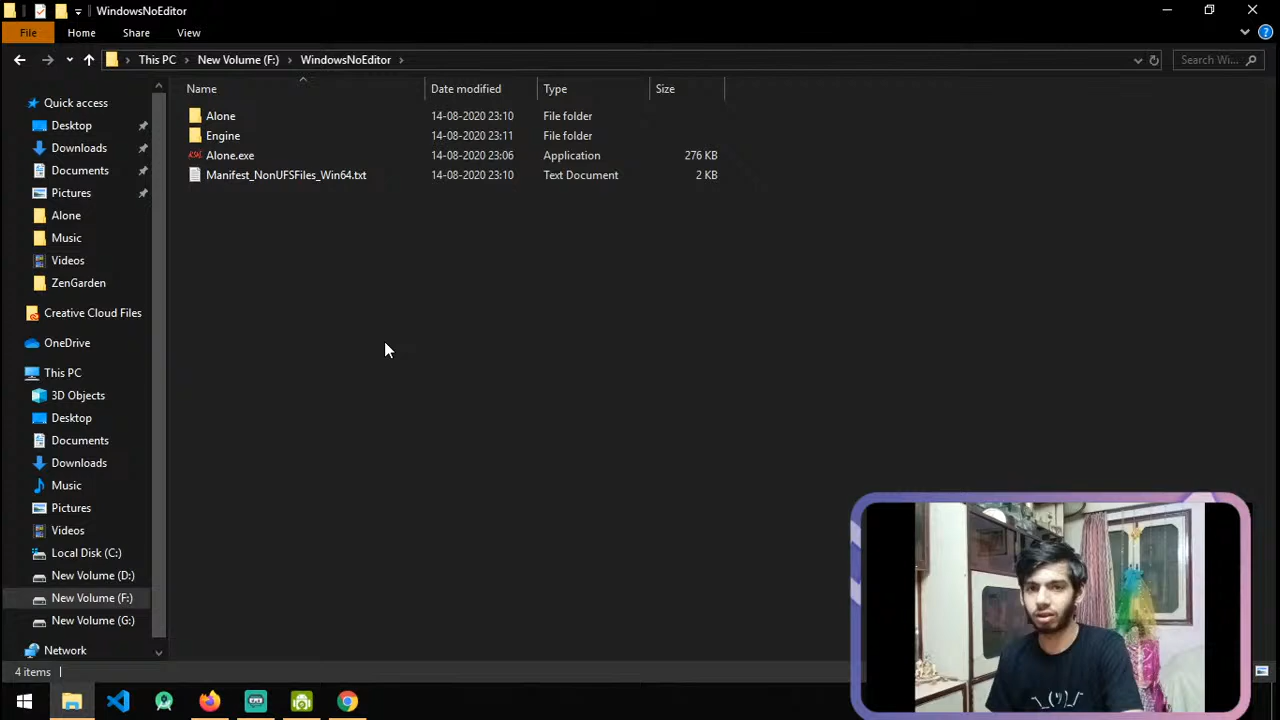 WindowsNoEditor
File Home Share View
This PC New Volume (F:) WindowsNoEditor Search Wi...
Name Date modified Type Size
Alone 14-08-2020 23:10 File folder
Engine 14-08-2020 23:11 File folder
Alone.exe 14-08-2020 23:06 Application 276 KB
Manifest_NonUFSFiles_Win64.txt 14-08-2020 23:10 Text Document 2 KB
Quick access
Desktop
Downloads
Documents
Pictures
Alone
Music
Videos
ZenGarden
Creative Cloud Files
OneDrive
This PC
3D Objects
Desktop
Documents
Downloads
Music
Pictures
Videos
Local Disk (C:)
New Volume (D:)
New Volume (F:)
New Volume (G:)
Network
4 items
¯\_(ツ)_/¯